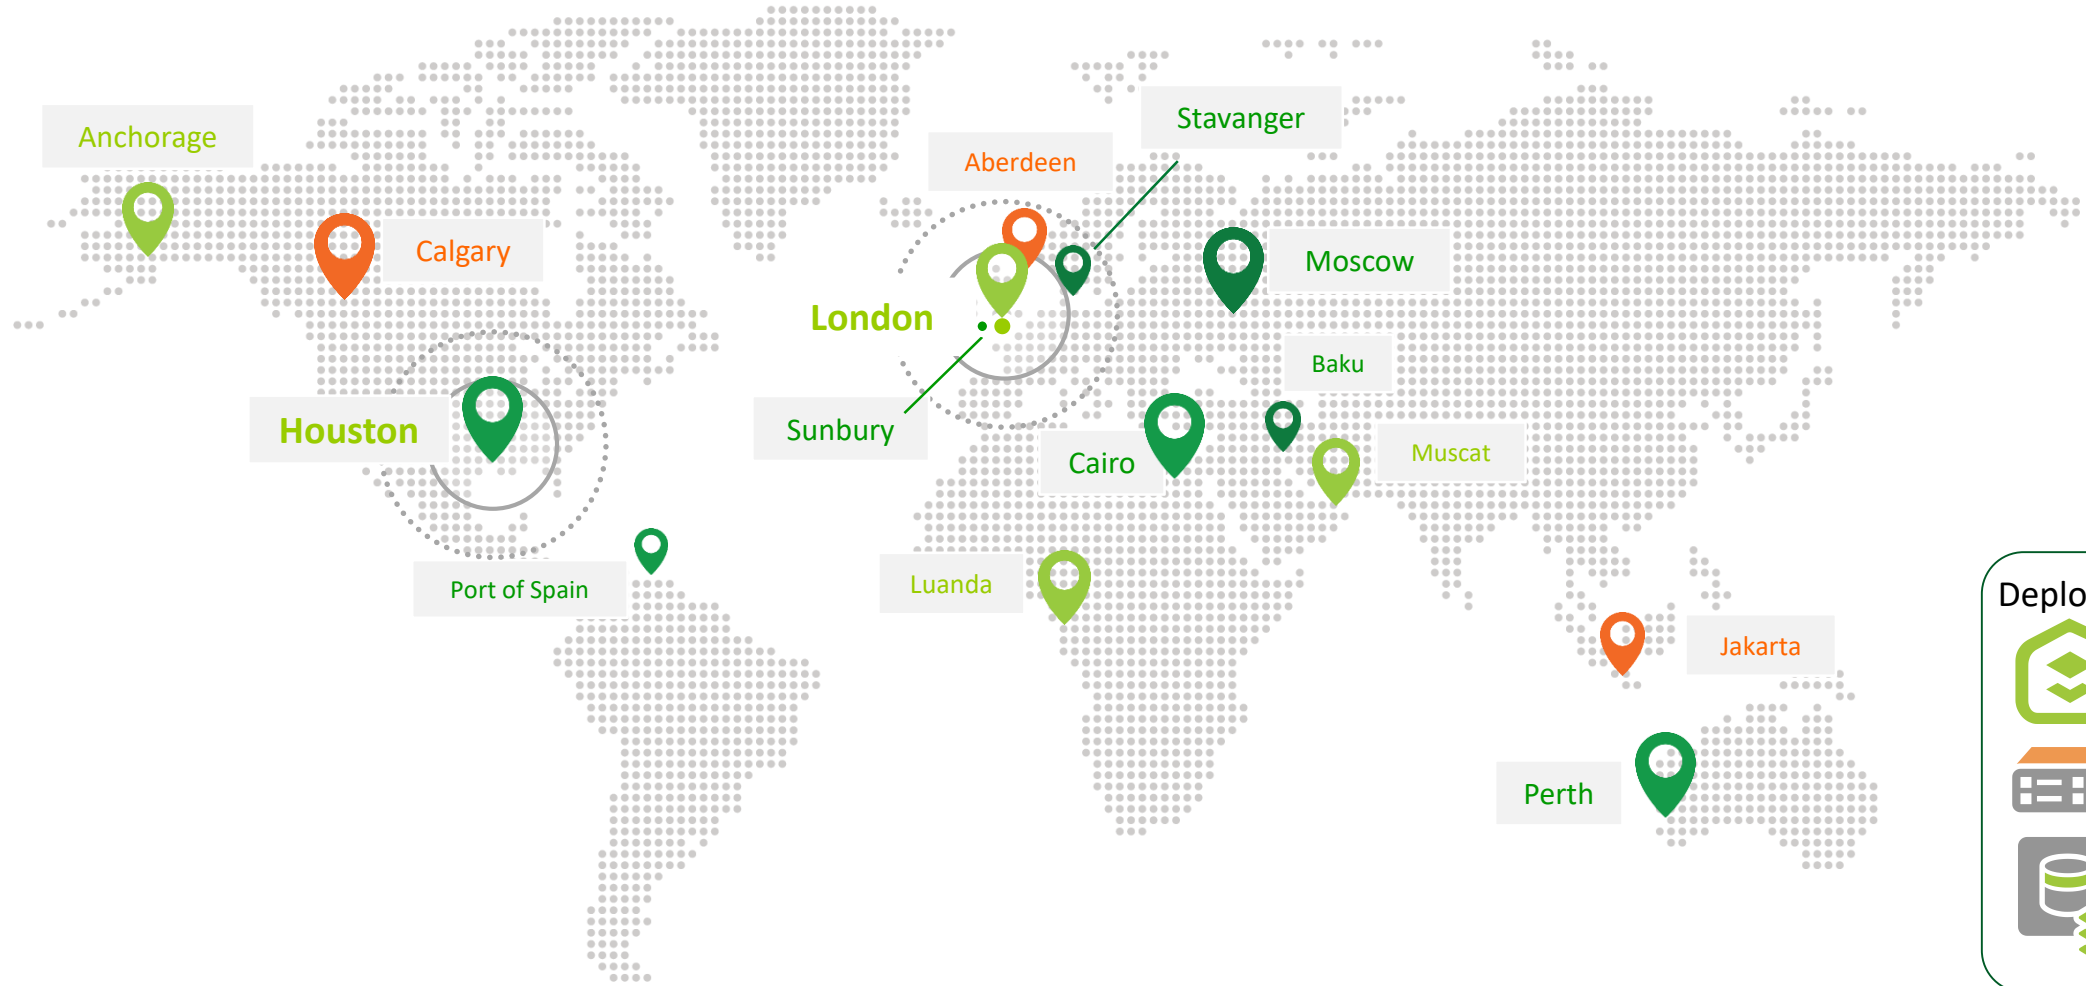 Stavanger
Anchorage
Aberdeen
Calgary
Moscow
London
Baku
Houston
Sunbury
Cairo
Muscat
Port of Spain
Luanda
Deplo
Jakarta
Perth